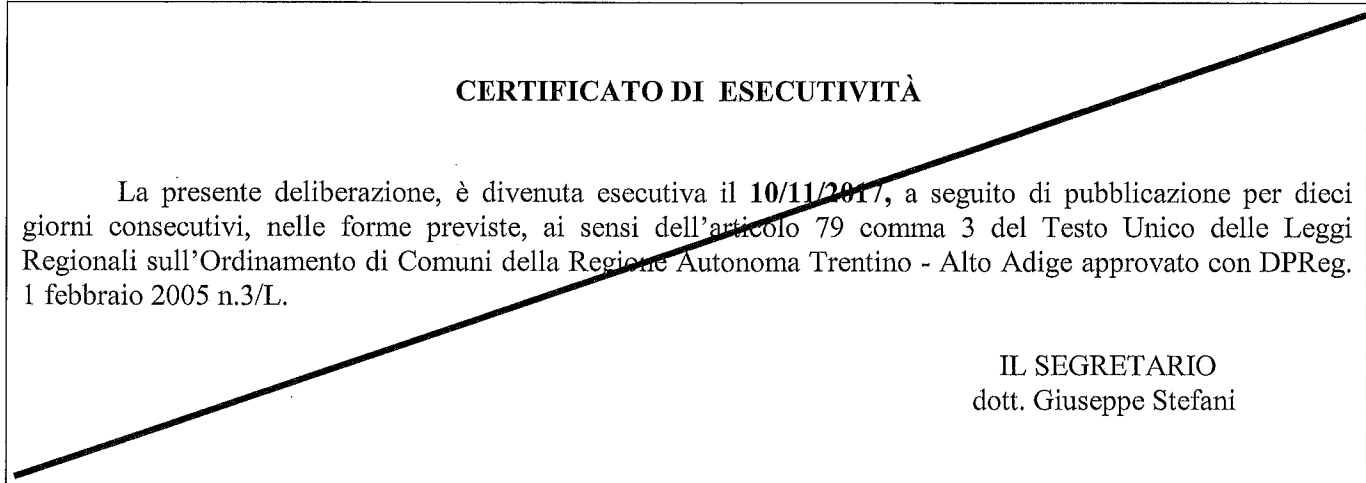 CERTIFICATO DI ESECUTIVITÀ
La presente deliberazione, è divenuta esecutiva il 10/11/2017, a seguito di pubblicazione per dieci
giorni consecutivi, nelle forme previste, ai sensi dell'articolo 79 comma 3 del Testo Unico delle Leggi
Regionali sull'Ordinamento di Comuni della Regione Autonoma Trentino - Alto Adige approvato con DPReg.
1 febbraio 2005 n.3/L.
IL SEGRETARIO
dott. Giuseppe Stefani